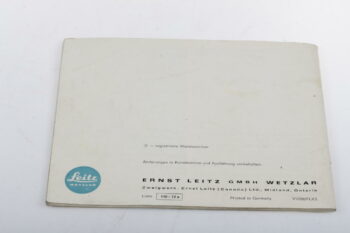 ® = registriertes Warenzeichen
Änderungen in Konstruktion und Ausführung vorbehalten.
Leitz
WETZLAR
ERNST LEITZ GMBH WETZLAR
Zweigwerk: Ernst Leitz (Canada) Ltd., Midland, Ontario
Liste
Printed in Germany